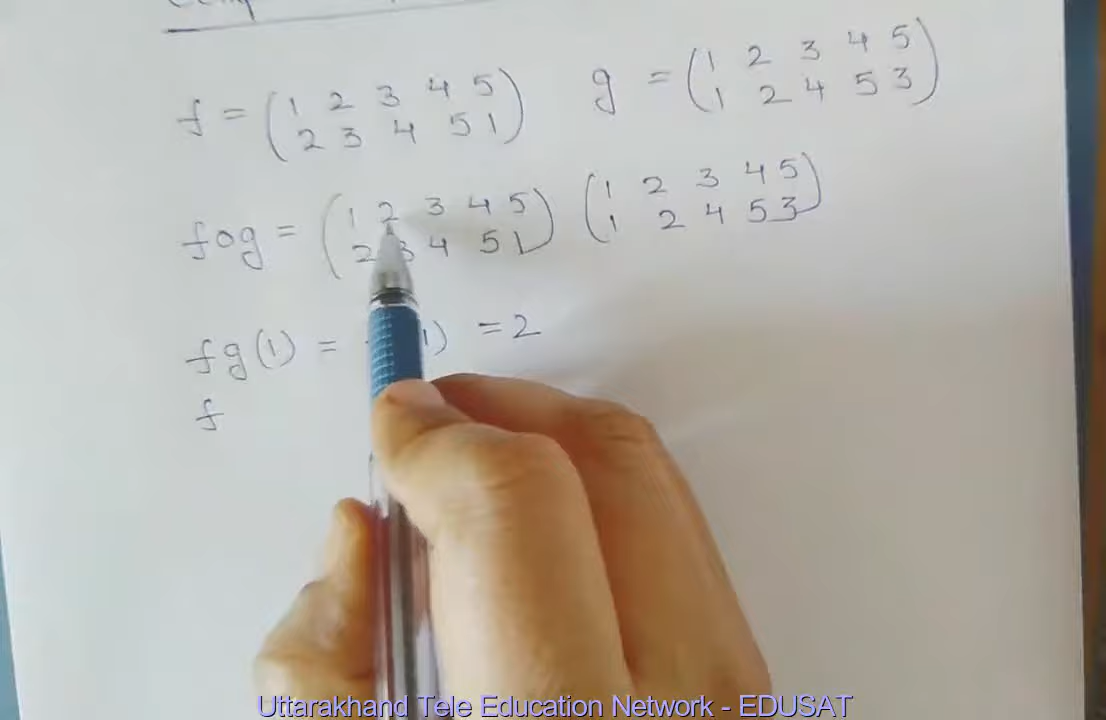 f = ( 1 2 3 4 5 ) g = ( 1 2 3 4 5 )
2 3 4 5 1 1 2 4 5 3
fog = ( 1 2 3 4 5 ) ( 1 2 3 4 5 )
2 3 4 5 1 1 2 4 5 3
fg(1) = 1) = 2
f
Uttarakhand Tele Education Network - EDUSAT